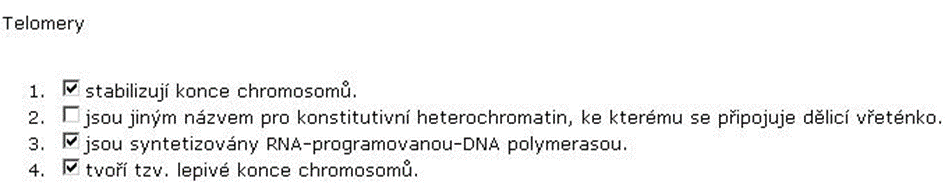 Telomery
1. stabilizují konce chromosomů.
2. jsou jiným názvem pro konstitutivní heterochromatin, ke kterému se připojuje dělicí vřeténko.
3. jsou syntetizovány RNA-programovanou-DNA polymerasou.
4. tvoří tzv. lepivé konce chromosomů.